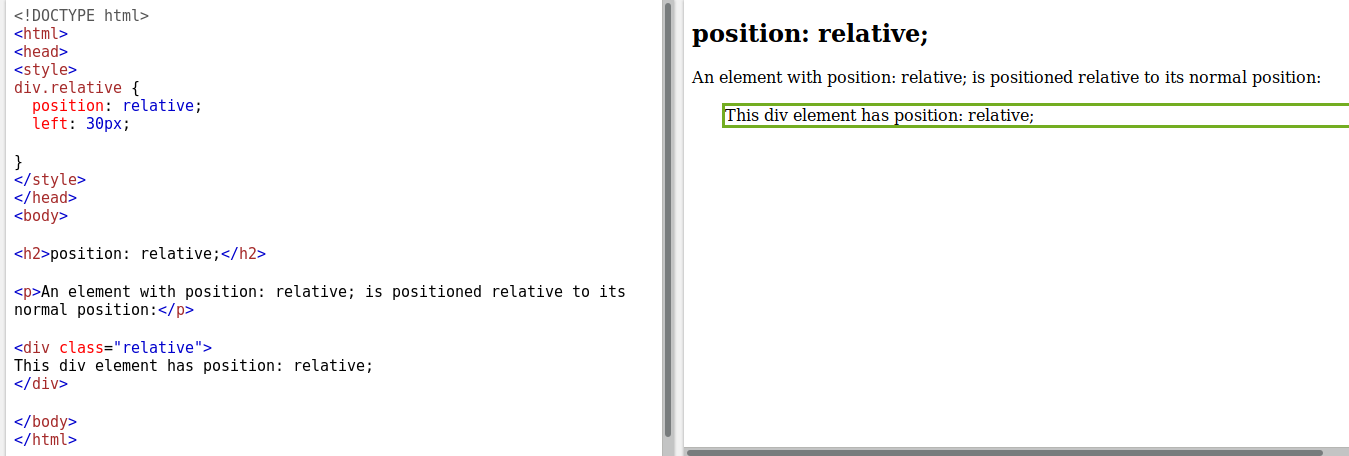 <!DOCTYPE html>
<html>
<head>
<style>
div.relative {
  position: relative;
  left: 30px;

}
</style>
</head>
<body>

<h2>position: relative;</h2>

<p>An element with position: relative; is positioned relative to its
normal position:</p>

<div class="relative">
This div element has position: relative;
</div>

</body>
</html>
position: relative;
An element with position: relative; is positioned relative to its normal position:
This div element has position: relative;